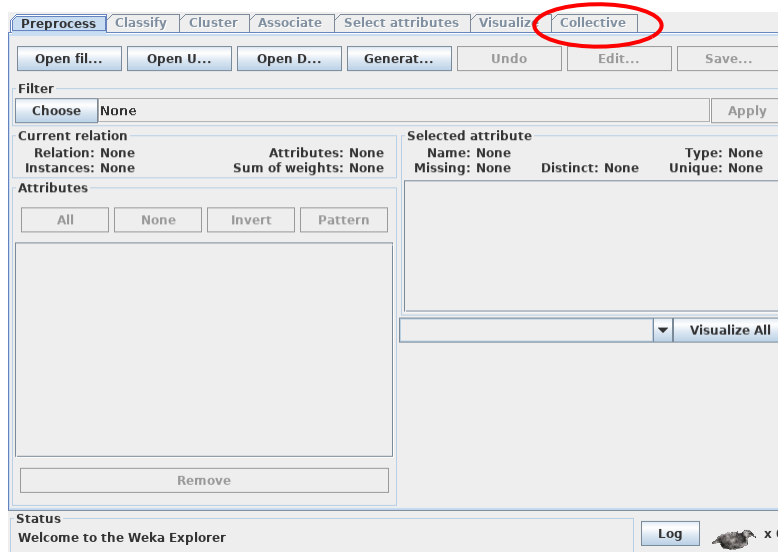 Preprocess Classify Cluster Associate Select attributes Visualize Collective
Open fil... Open U... Open D... Generat... Undo Edit... Save...
Filter
Choose None Apply
Current relation
Relation: None Attributes: None
Instances: None Sum of weights: None
Selected attribute
Name: None Type: None
Missing: None Distinct: None Unique: None
Attributes
All None Invert Pattern
Visualize All
Remove
Status
Welcome to the Weka Explorer
Log x